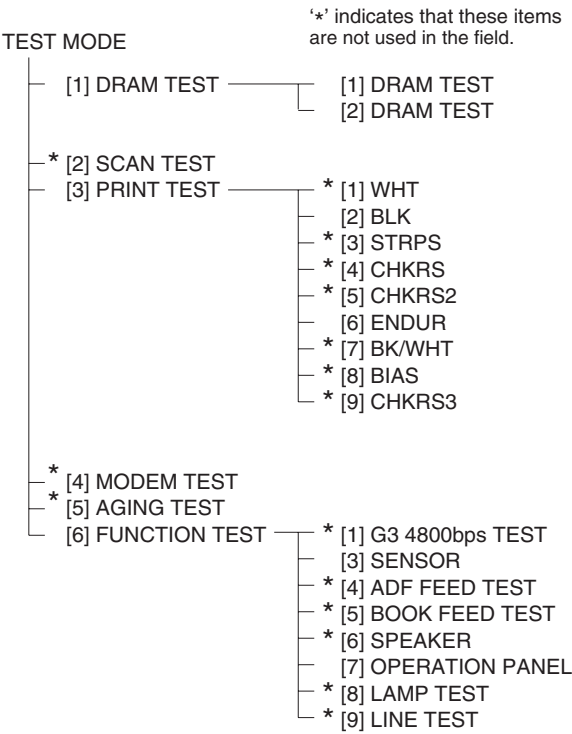 ‘*’ indicates that these items
are not used in the field.
TEST MODE
[1] DRAM TEST
[1] DRAM TEST
[2] DRAM TEST
* [2] SCAN TEST
[3] PRINT TEST
* [1] WHT
[2] BLK
* [3] STRPS
* [4] CHKRS
* [5] CHKRS2
[6] ENDUR
* [7] BK/WHT
* [8] BIAS
* [9] CHKRS3
* [4] MODEM TEST
* [5] AGING TEST
[6] FUNCTION TEST
* [1] G3 4800bps TEST
[3] SENSOR
* [4] ADF FEED TEST
* [5] BOOK FEED TEST
* [6] SPEAKER
[7] OPERATION PANEL
* [8] LAMP TEST
* [9] LINE TEST